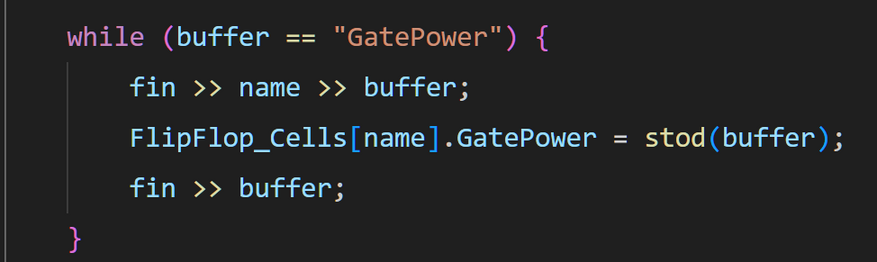 while (buffer == "GatePower") {
fin >> name >> buffer;
FlipFlop_Cells[name].GatePower = stod(buffer);
fin >> buffer;
}